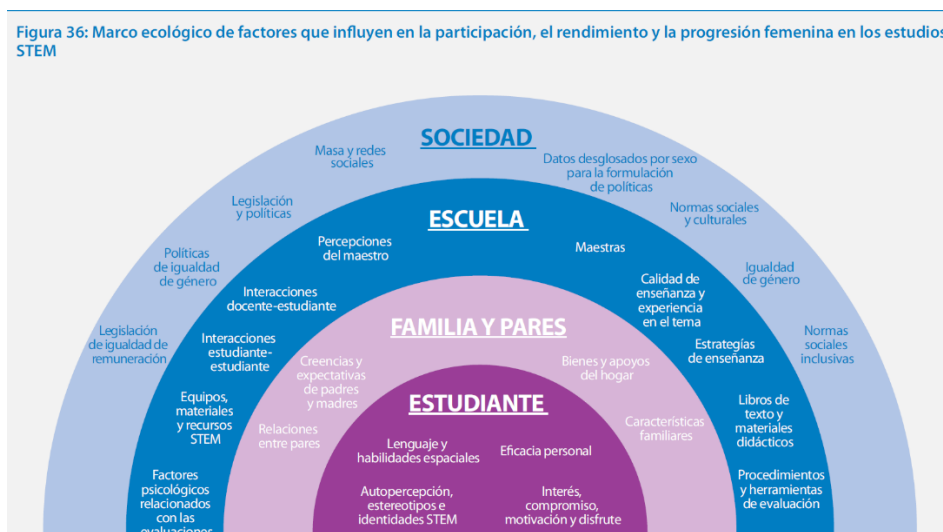 Figura 36: Marco ecológico de factores que influyen en la participación, el rendimiento y la progresión femenina en los estudios
STEM
SOCIEDAD
Masa y redes
sociales
Datos desglosados por sexo
para la formulación
de políticas
Legislación
y políticas
Normas sociales
y culturales
Políticas
de igualdad
de género
Igualdad
de género
Legislación
de igualdad de
remuneración
Normas
sociales
inclusivas
ESCUELA
Percepciones
del maestro
Maestras
Interacciones
docente-estudiante
Calidad de
enseñanza y
experiencia
en el tema
Interacciones
estudiante-
estudiante
Estrategías
de enseñanza
Equipos,
materiales
y recursos
STEM
Libros de
texto y
materiales
didácticos
Factores
psicológicos
relacionados
con las
evaluaciones
Procedimientos
y herramientas
de evaluación
FAMILIA Y PARES
Creencias y
expectativas
de padres
y madres
Bienes y apoyos
del hogar
Relaciones
entre pares
Características
familiares
ESTUDIANTE
Lenguaje y
habilidades espaciales
Eficacia personal
Autopercepción,
estereotipos e
identidades STEM
Interés,
compromiso,
motivación y disfrute